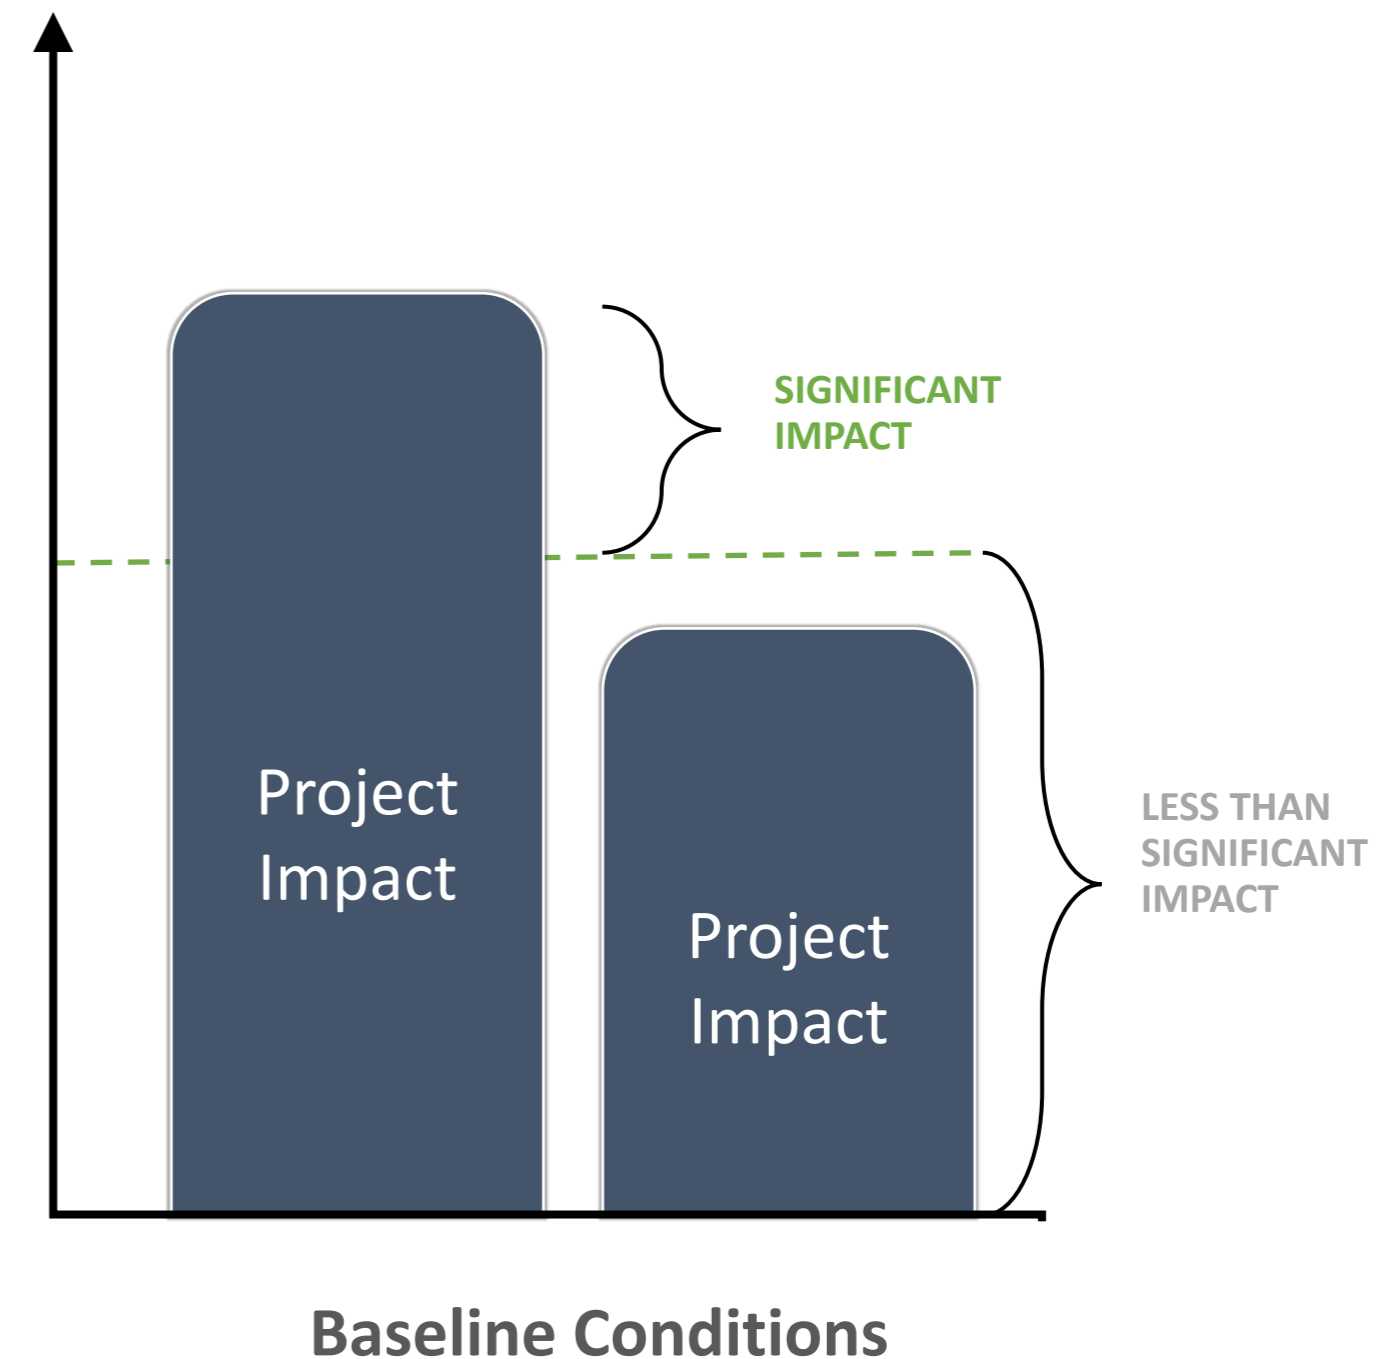 SIGNIFICANT
IMPACT
Project
Impact
Project
Impact
LESS THAN
SIGNIFICANT
IMPACT
Baseline Conditions